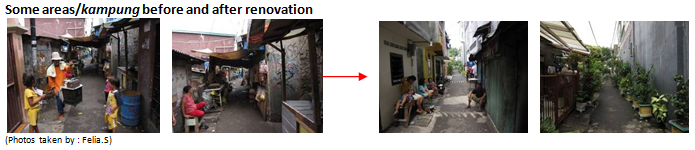 Some areas/kampung before and after renovation
(Photos taken by : Felia.S)